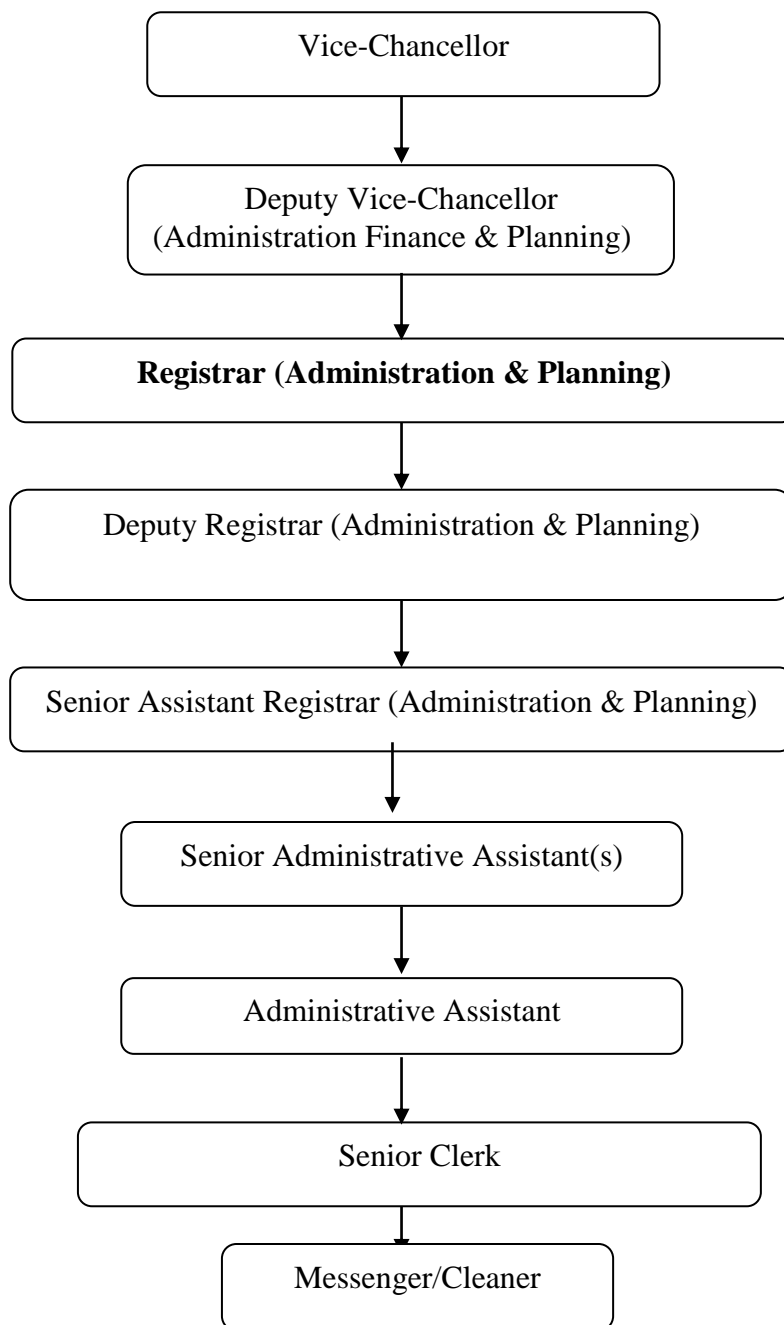 Vice-Chancellor
Deputy Vice-Chancellor
(Administration Finance & Planning)
Registrar (Administration & Planning)
Deputy Registrar (Administration & Planning)
Senior Assistant Registrar (Administration & Planning)
Senior Administrative Assistant(s)
Administrative Assistant
Senior Clerk
Messenger/Cleaner